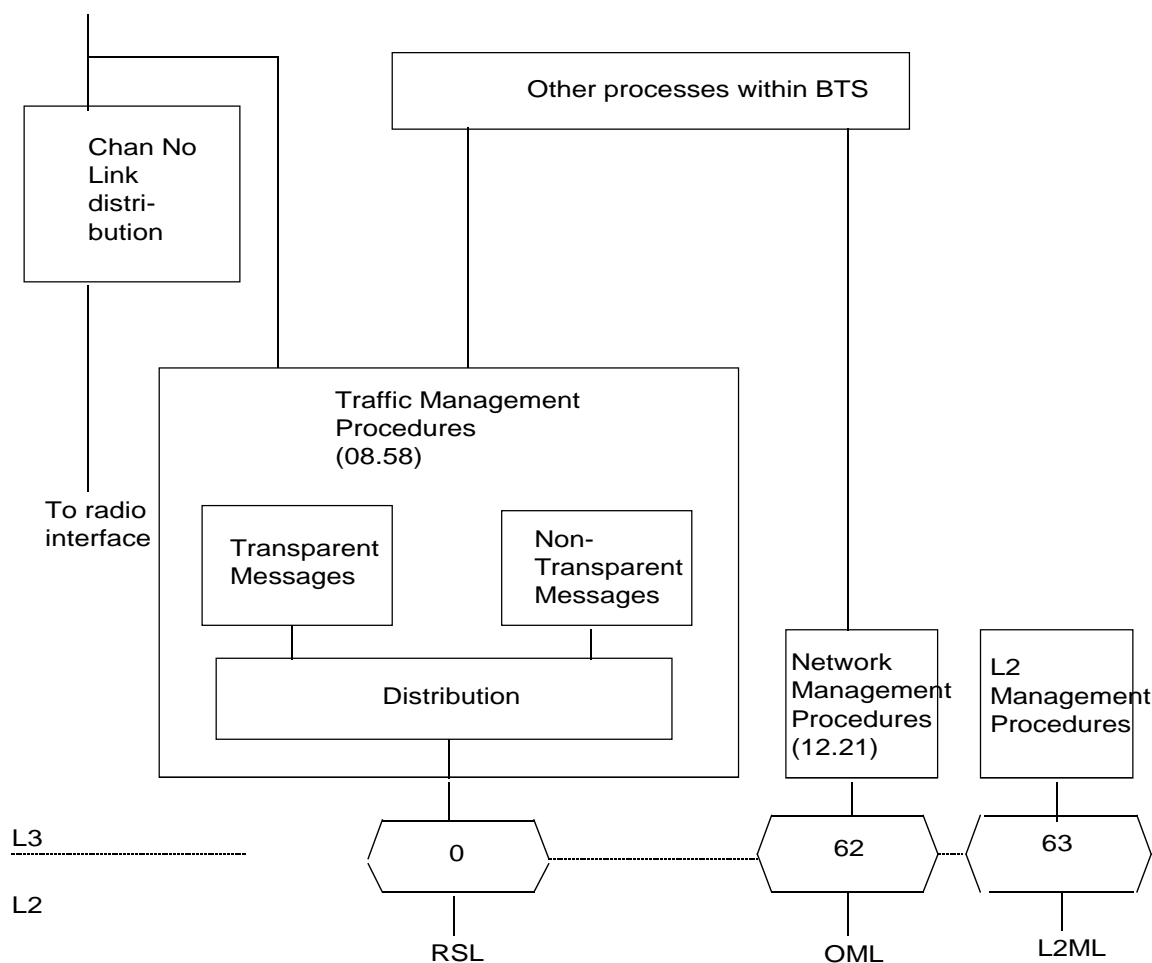 Other processes within BTS
Chan No
Link
distri-
bution
Traffic Management
Procedures
(08.58)
To radio
interface
Transparent
Messages
Non-
Transparent
Messages
Distribution
Network
Management
Procedures
(12.21)
L2
Management
Procedures
L3
0
62
63
L2
RSL
OML
L2ML